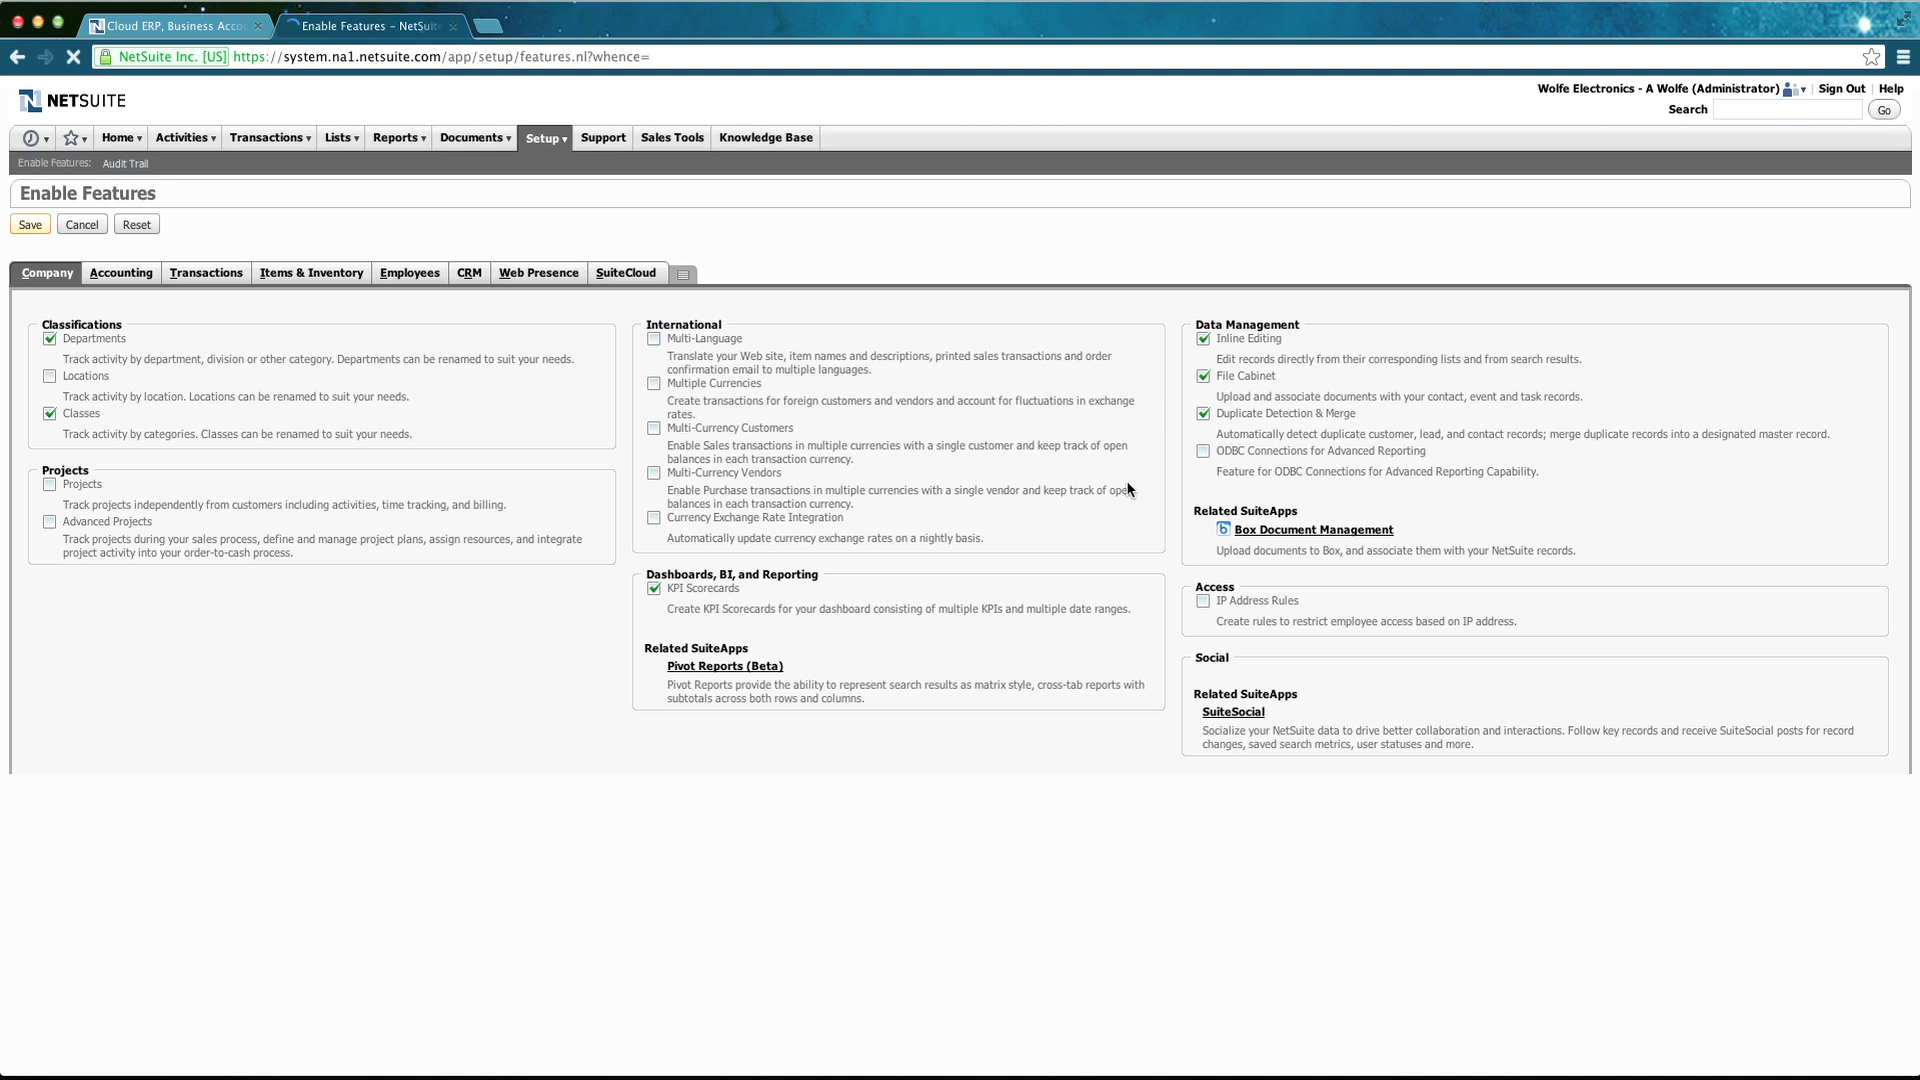 Cloud ERP, Business Acco
Enable Features - NetSuite
NetSuite Inc. [US] https://system.na1.netsuite.com/app/setup/features.nl?whence=
NETSUITE
Wolfe Electronics - A Wolfe (Administrator) Sign Out Help
Search Go
Home Activities Transactions Lists Reports Documents Setup Support Sales Tools Knowledge Base
Enable Features: Audit Trail
Enable Features
Save Cancel Reset
Company Accounting Transactions Items & Inventory Employees CRM Web Presence SuiteCloud
Classifications
Departments
Track activity by department, division or other category. Departments can be renamed to suit your needs.
Locations
Track activity by location. Locations can be renamed to suit your needs.
Classes
Track activity by categories. Classes can be renamed to suit your needs.
Projects
Projects
Track projects independently from customers including activities, time tracking, and billing.
Advanced Projects
Track projects during your sales process, define and manage project plans, assign resources, and integrate
project activity into your order-to-cash process.
International
Multi-Language
Translate your Web site, item names and descriptions, printed sales transactions and order
confirmation email to multiple languages.
Multiple Currencies
Create transactions for foreign customers and vendors and account for fluctuations in exchange
rates.
Multi-Currency Customers
Enable Sales transactions in multiple currencies with a single customer and keep track of open
balances in each transaction currency.
Multi-Currency Vendors
Enable Purchase transactions in multiple currencies with a single vendor and keep track of open
balances in each transaction currency.
Currency Exchange Rate Integration
Automatically update currency exchange rates on a nightly basis.
Dashboards, BI, and Reporting
KPI Scorecards
Create KPI Scorecards for your dashboard consisting of multiple KPIs and multiple date ranges.
Related SuiteApps
Pivot Reports (Beta)
Pivot Reports provide the ability to represent search results as matrix style, cross-tab reports with
subtotals across both rows and columns.
Data Management
Inline Editing
Edit records directly from their corresponding lists and from search results.
File Cabinet
Upload and associate documents with your contact, event and task records.
Duplicate Detection & Merge
Automatically detect duplicate customer, lead, and contact records; merge duplicate records into a designated master record.
ODBC Connections for Advanced Reporting
Feature for ODBC Connections for Advanced Reporting Capability.
Related SuiteApps
Box Document Management
Upload documents to Box, and associate them with your NetSuite records.
Access
IP Address Rules
Create rules to restrict employee access based on IP address.
Social
Related SuiteApps
SuiteSocial
Socialize your NetSuite data to drive better collaboration and interactions. Follow key records and receive SuiteSocial posts for record
changes, saved search metrics, user statuses and more.